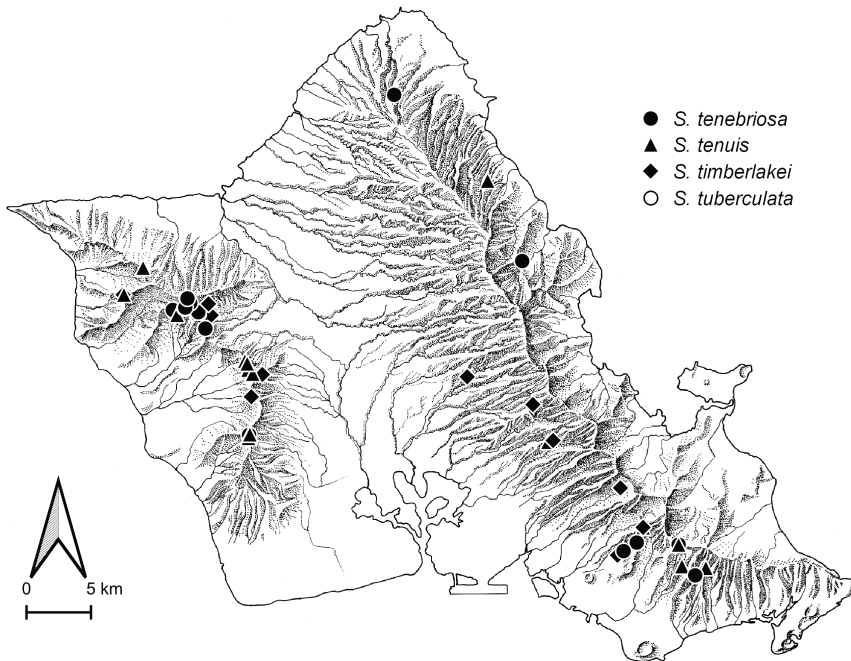 S. tenebriosa
S. tenuis
S. timberlakei
S. tuberculata
0 5 km